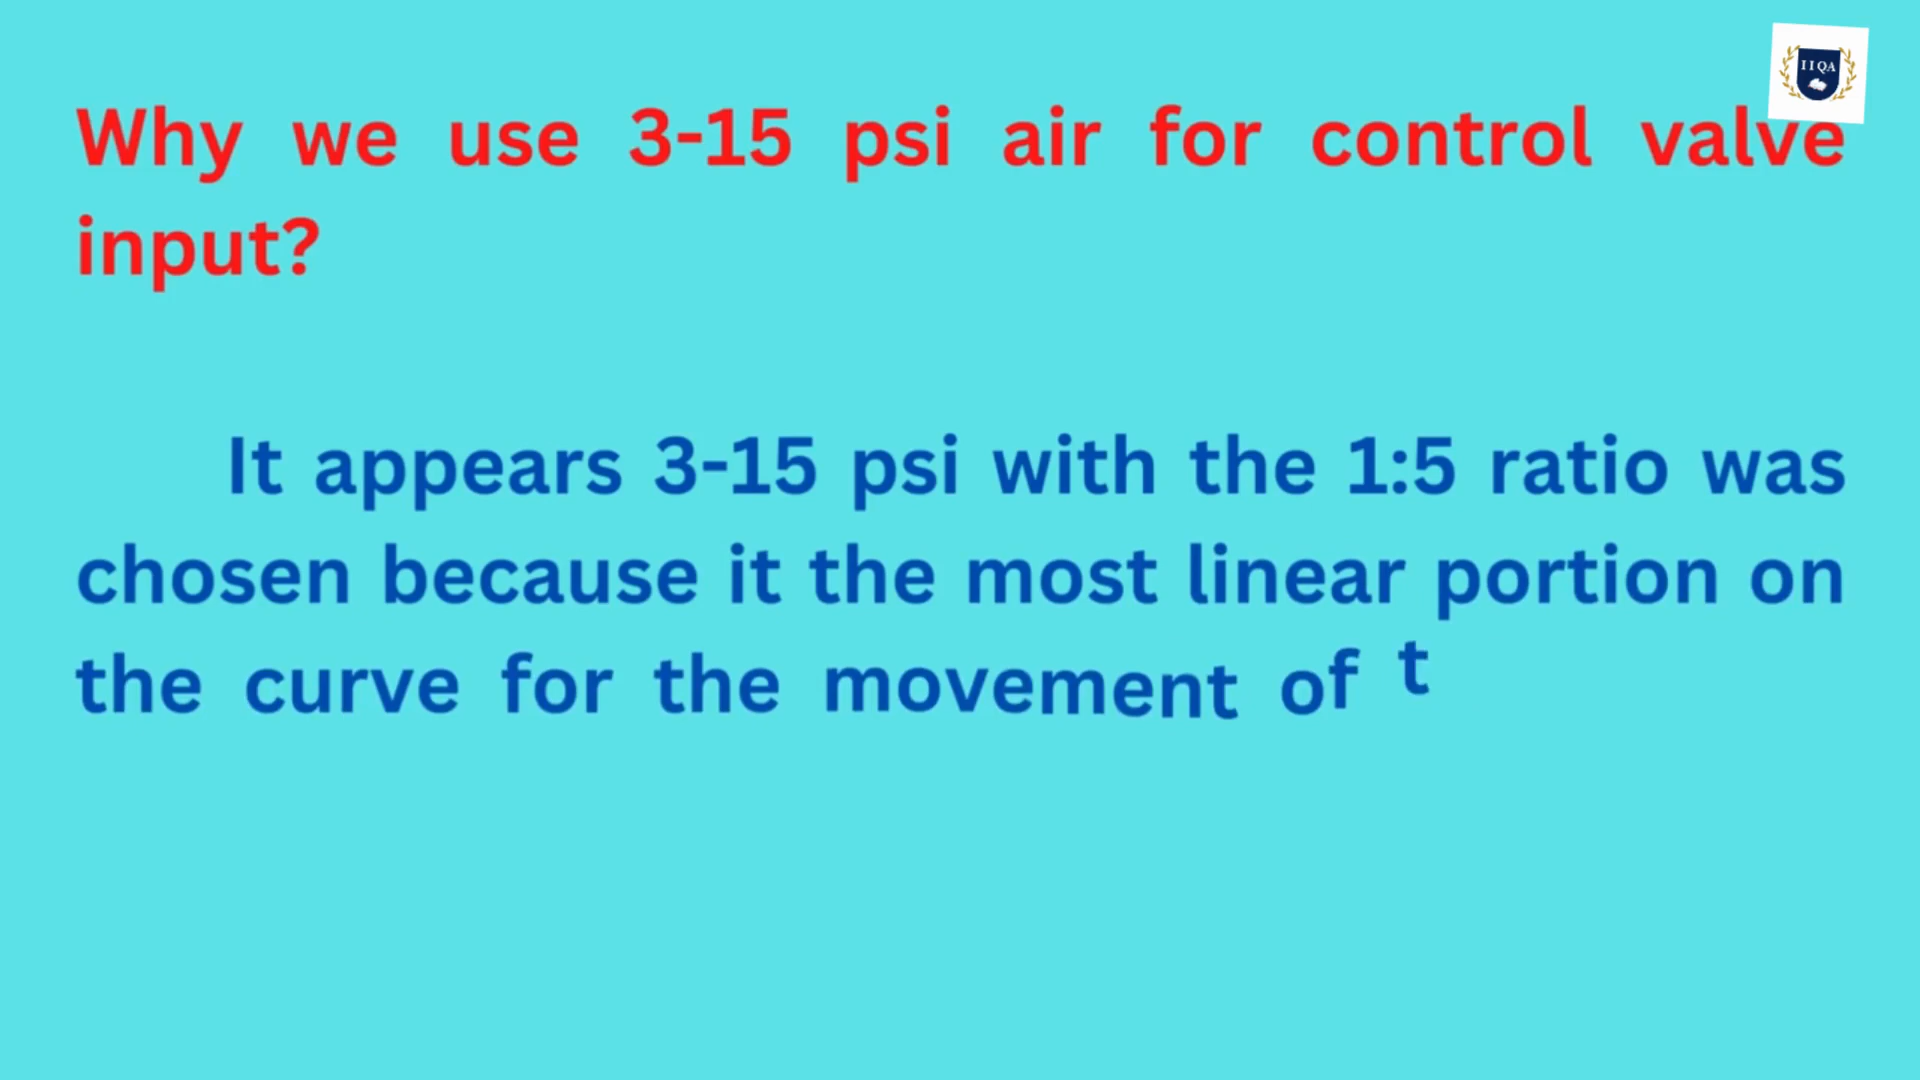 IIQA
Why we use 3-15 psi air for control valve
input?
It appears 3-15 psi with the 1:5 ratio was
chosen because it the most linear portion on
the curve for the movement of t